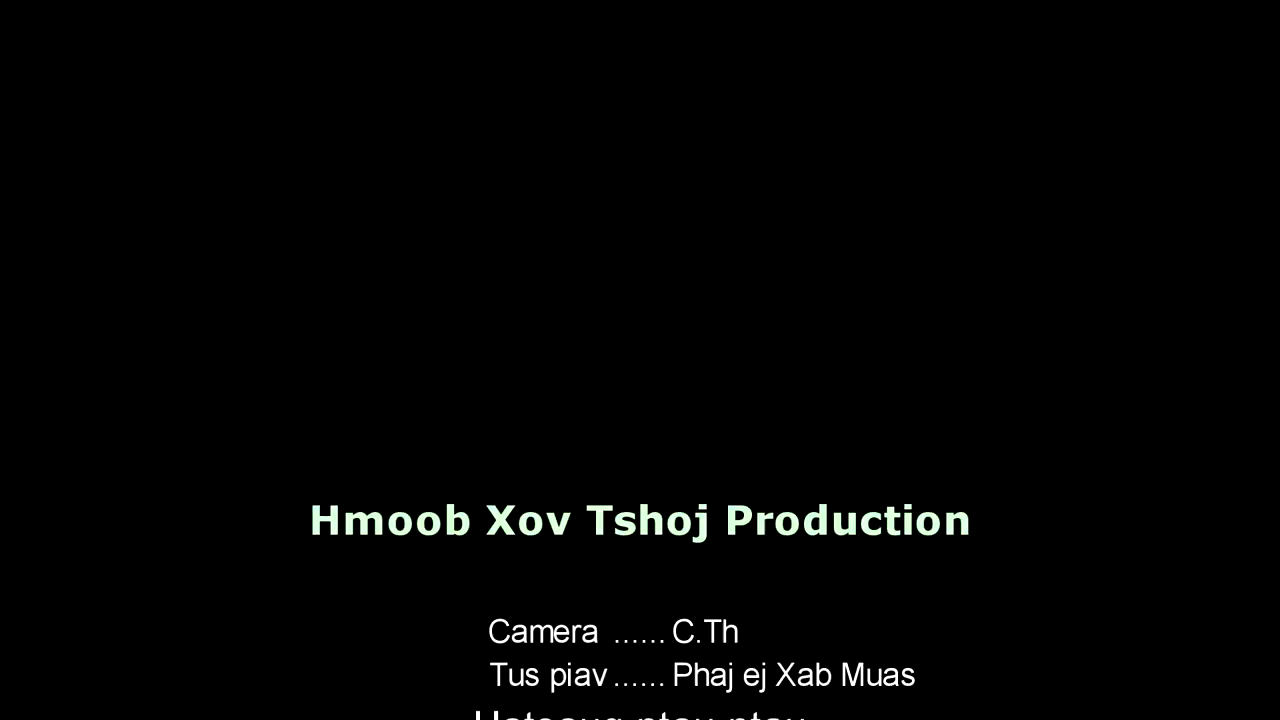 Hmoob Xov Tshoj Production
Camera ...... C.Th
Tus piav ...... Phaj ej Xab Muas